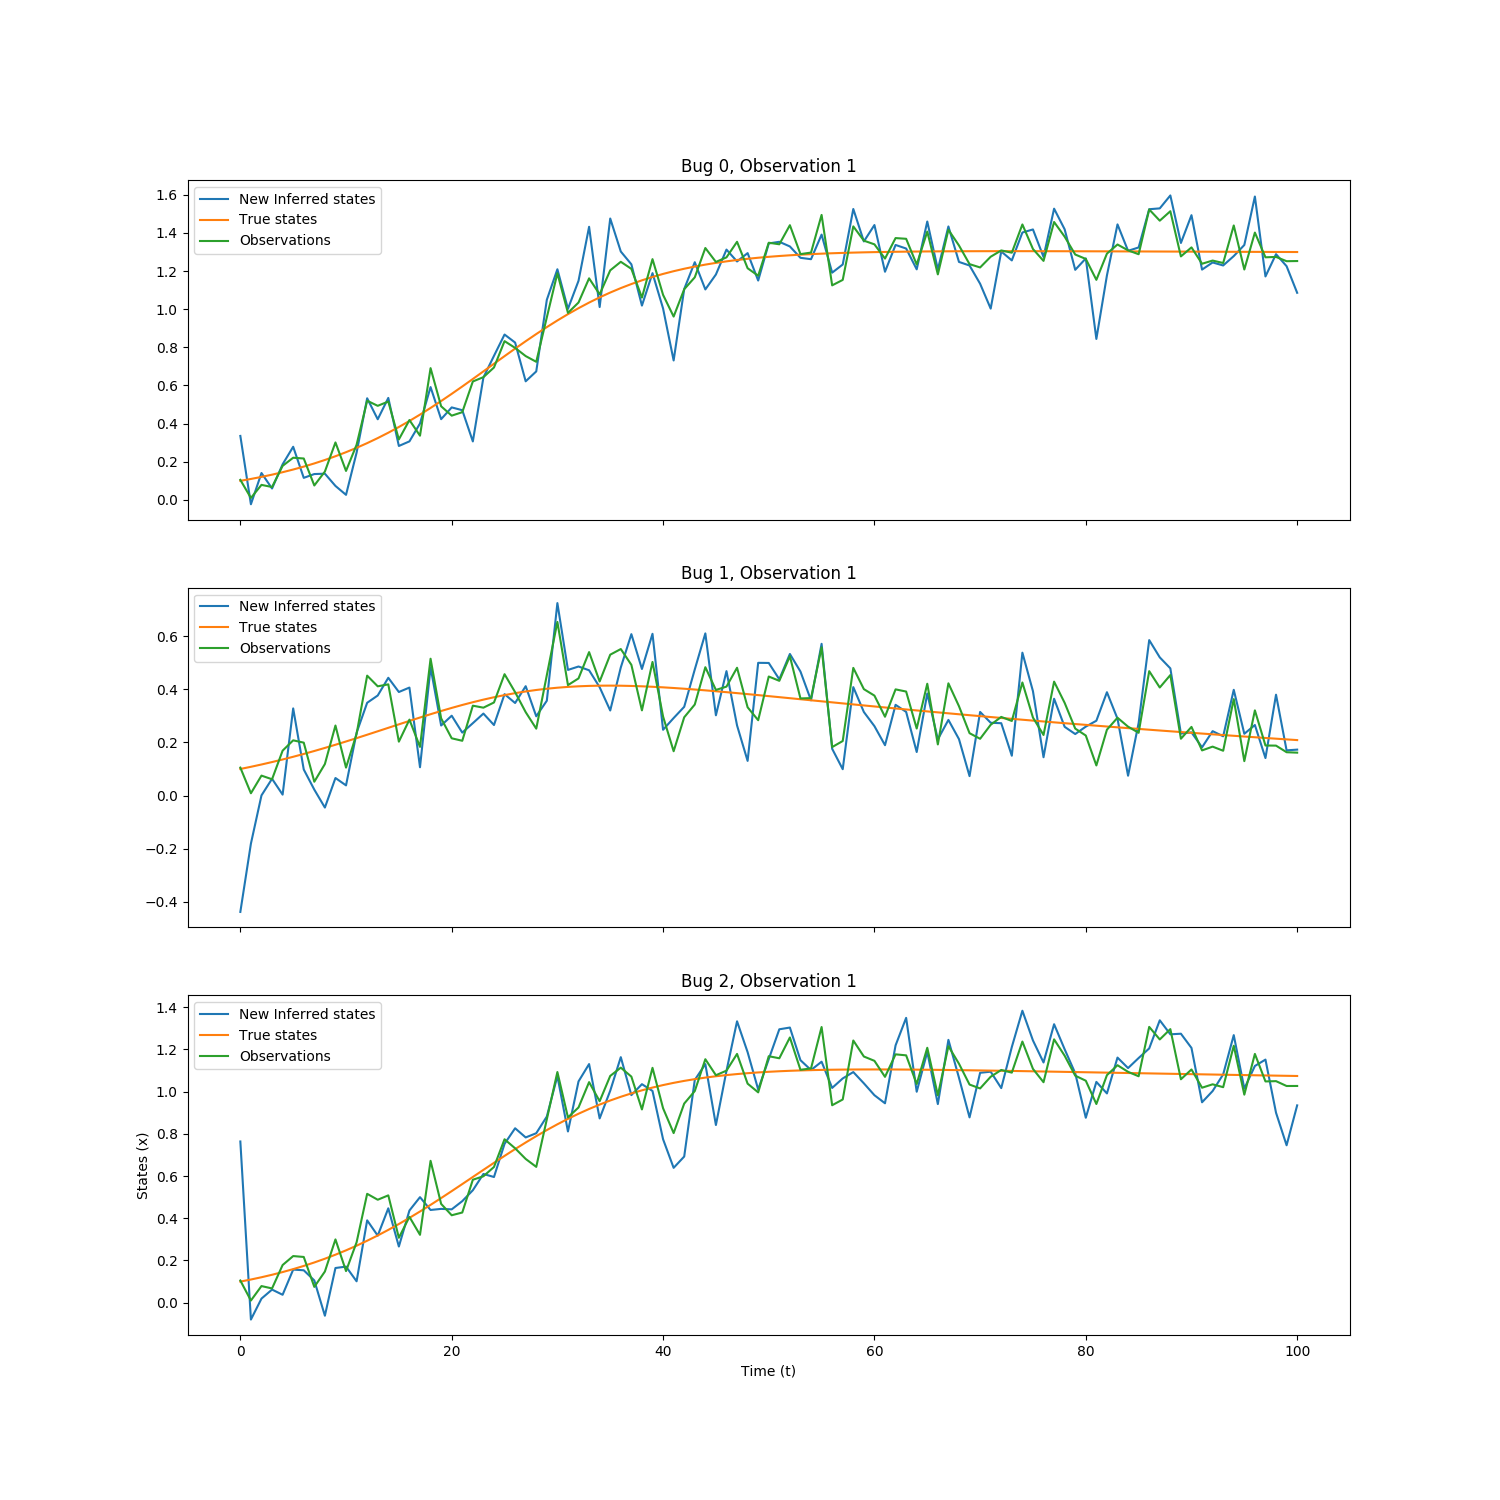 Bug 0, Observation 1
New Inferred states
True states
Observations
1.6
1.4
1.2
1.0
0.8
0.6
0.4
0.2
0.0
Bug 1, Observation 1
New Inferred states
True states
Observations
0.6
0.4
0.2
0.0
−0.2
−0.4
Bug 2, Observation 1
New Inferred states
True states
Observations
1.4
1.2
1.0
0.8
0.6
0.4
0.2
0.0
States (x)
0 20 40 60 80 100
Time (t)